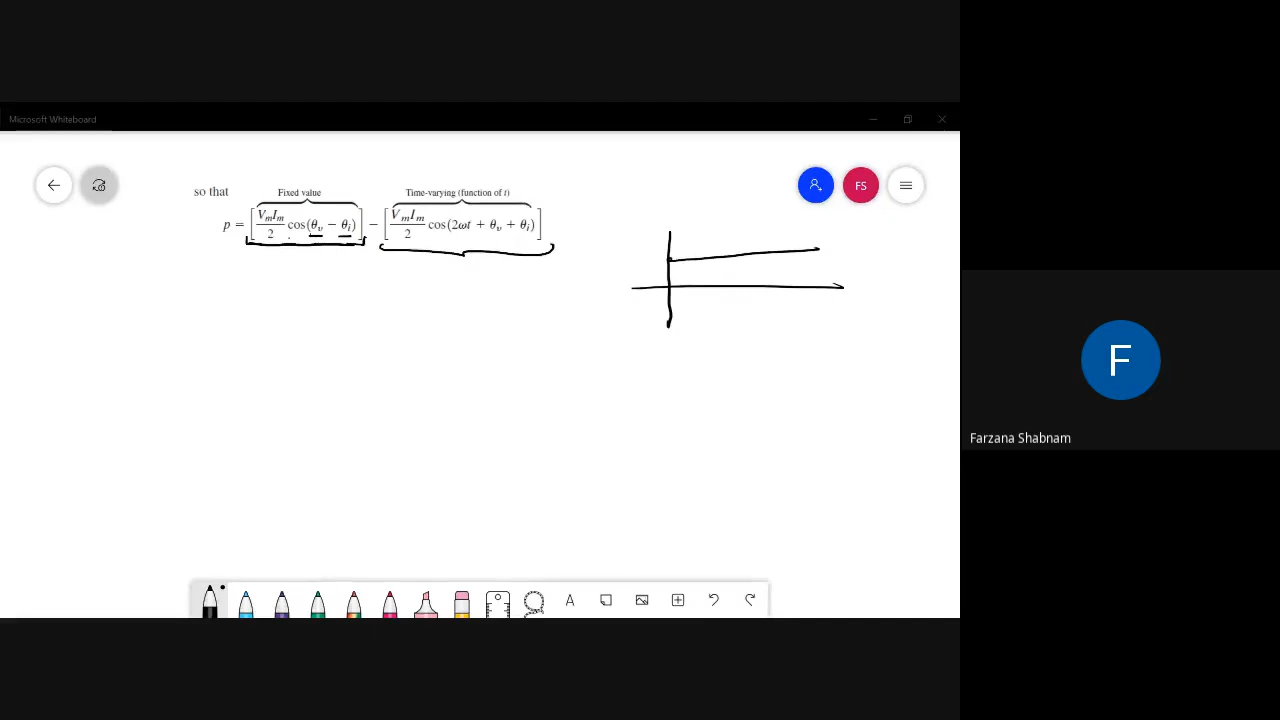 Microsoft Whiteboard
FS
so that
Fixed value
Time-varying (function of t)
p = [VmIm/2 cos(θv − θi)] − [VmIm/2 cos(2ωt + θv + θi)]
F
Farzana Shabnam
A